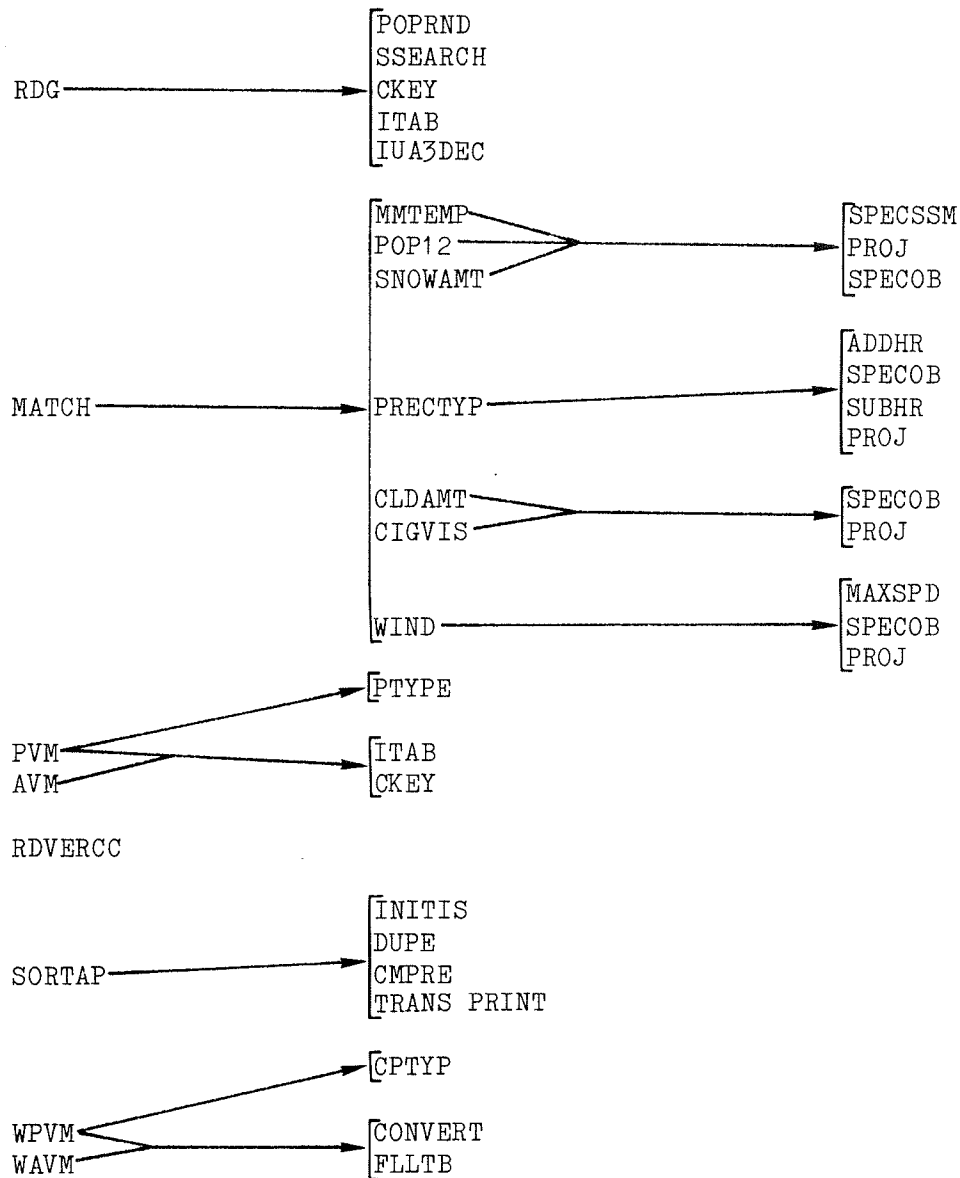 POPRND
SSEARCH
RDG
CKEY
ITAB
IUA3DEC
MMTEMP
POP12
SNOWAMT
SPECSSM
PROJ
SPECOB
MATCH
PRECTYP
ADDHR
SPECOB
SUBHR
PROJ
CLDAMT
CIGVIS
SPECOB
PROJ
WIND
MAXSPD
SPECOB
PROJ
PTYPE
PVM
AVM
ITAB
CKEY
RDVERCC
SORTAP
INITIS
DUPE
CMPRE
TRANS PRINT
CPTYP
WPVM
WAVM
CONVERT
FLLTB